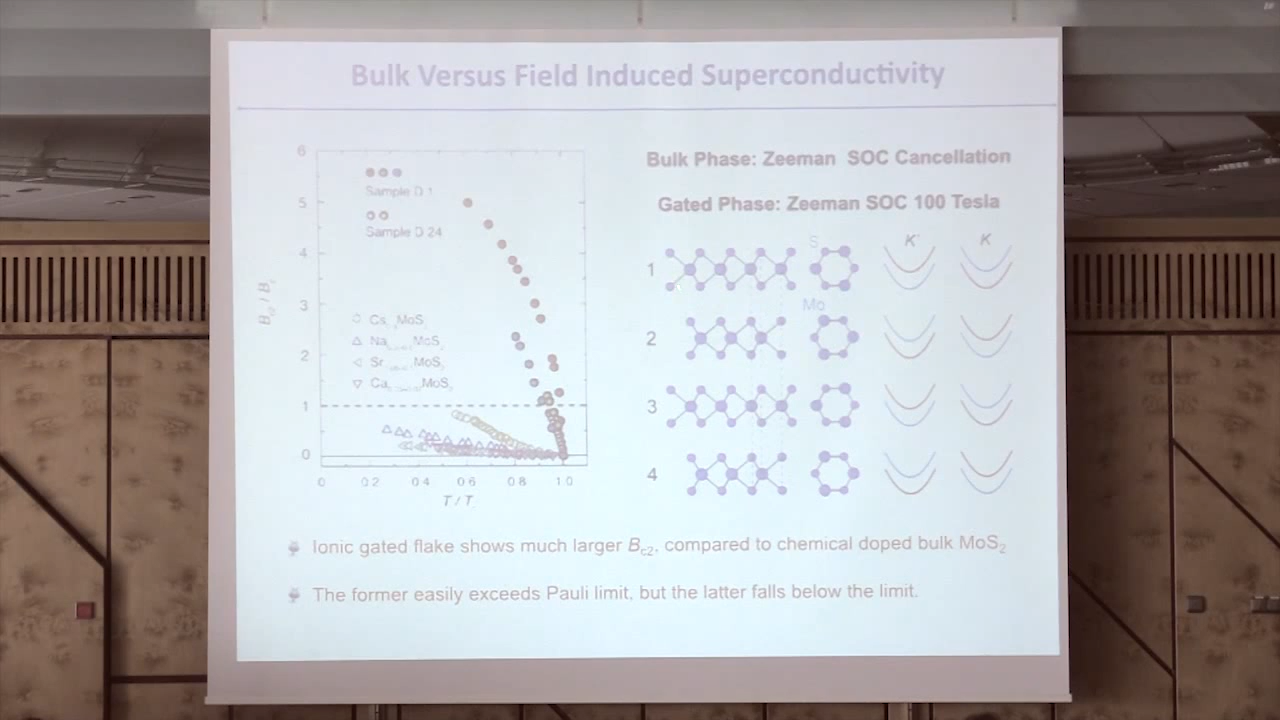 Bulk Versus Field Induced Superconductivity
6
5
4
3
2
1
0
Sample D 1
Sample D 24
Cs MoS
Na MoS
Sr MoS
Ca MoS
0 0.2 0.4 0.6 0.8 1.0
T / T
Bulk Phase: Zeeman SOC Cancellation
Gated Phase: Zeeman SOC 100 Tesla
S K' K
1
Mo
2
3
4
Ionic gated flake shows much larger Bc2, compared to chemical doped bulk MoS2
The former easily exceeds Pauli limit, but the latter falls below the limit.